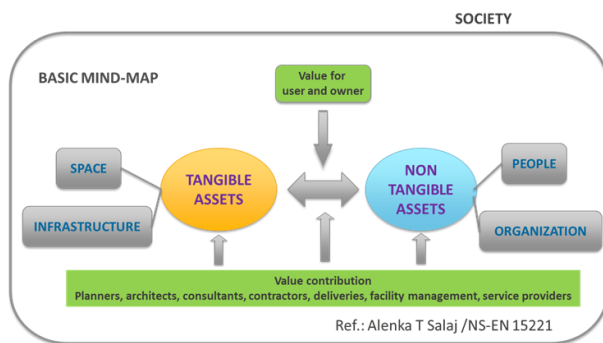 SOCIETY
BASIC MIND-MAP
Value for
user and owner
SPACE
INFRASTRUCTURE
TANGIBLE
ASSETS
NON
TANGIBLE
ASSETS
PEOPLE
ORGANIZATION
Value contribution
Planners, architects, consultants, contractors, deliveries, facility management, service providers
Ref.: Alenka T Salaj /NS-EN 15221